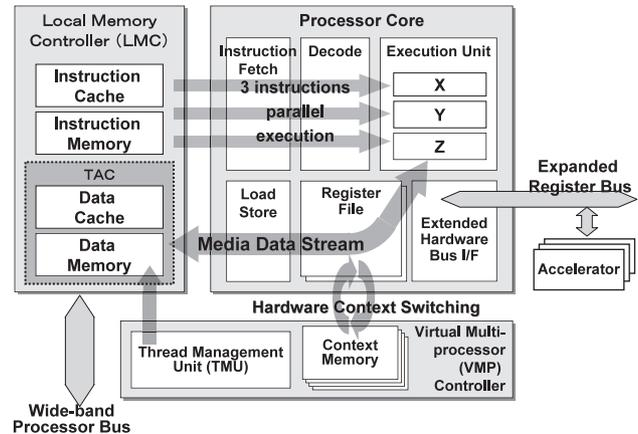 Local Memory
Controller (LMC)
Instruction
Cache
Instruction
Memory
TAC
Data
Cache
Data
Memory
Processor Core
Instruction
Fetch
Decode
Execution Unit
3 instructions
parallel
execution
X
Y
Z
Load
Store
Register
File
Extended
Hardware
Bus I/F
Media Data Stream
Expanded
Register Bus
Accelerator
Hardware Context Switching
Thread Management
Unit (TMU)
Context
Memory
Virtual Multi-
processor
(VMP)
Controller
Wide-band
Processor Bus